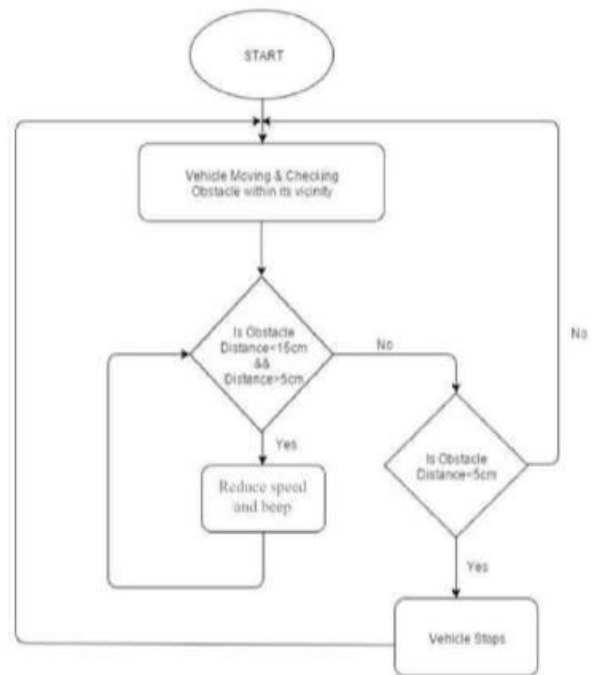 START
Vehicle Moving & Checking
Obstacle within its vicinity
Is Obstacle
Distance<15cm
&&
Distance>5cm
No
No
Yes
Reduce speed
and beep
Is Obstacle
Distance<5cm
Yes
Vehicle Stops